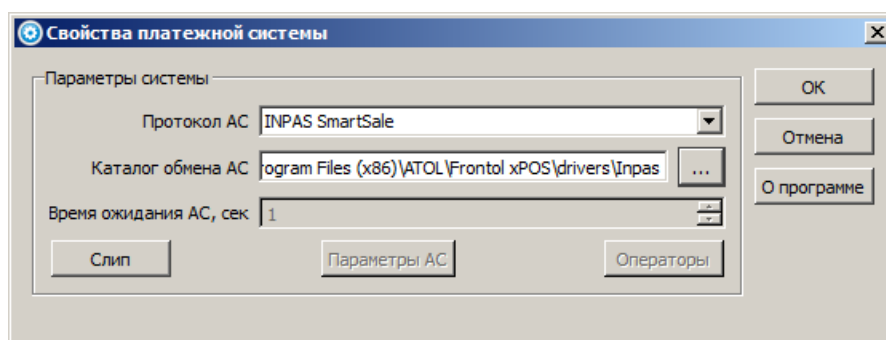 Свойства платежной системы
Параметры системы
OK
Протокол АС INPAS SmartSale
Отмена
Каталог обмена АС rogram Files (x86)\ATOL\Frontol xPOS\drivers\Inpas ...
О программе
Время ожидания АС, сек 1
Слип Параметры АС Операторы